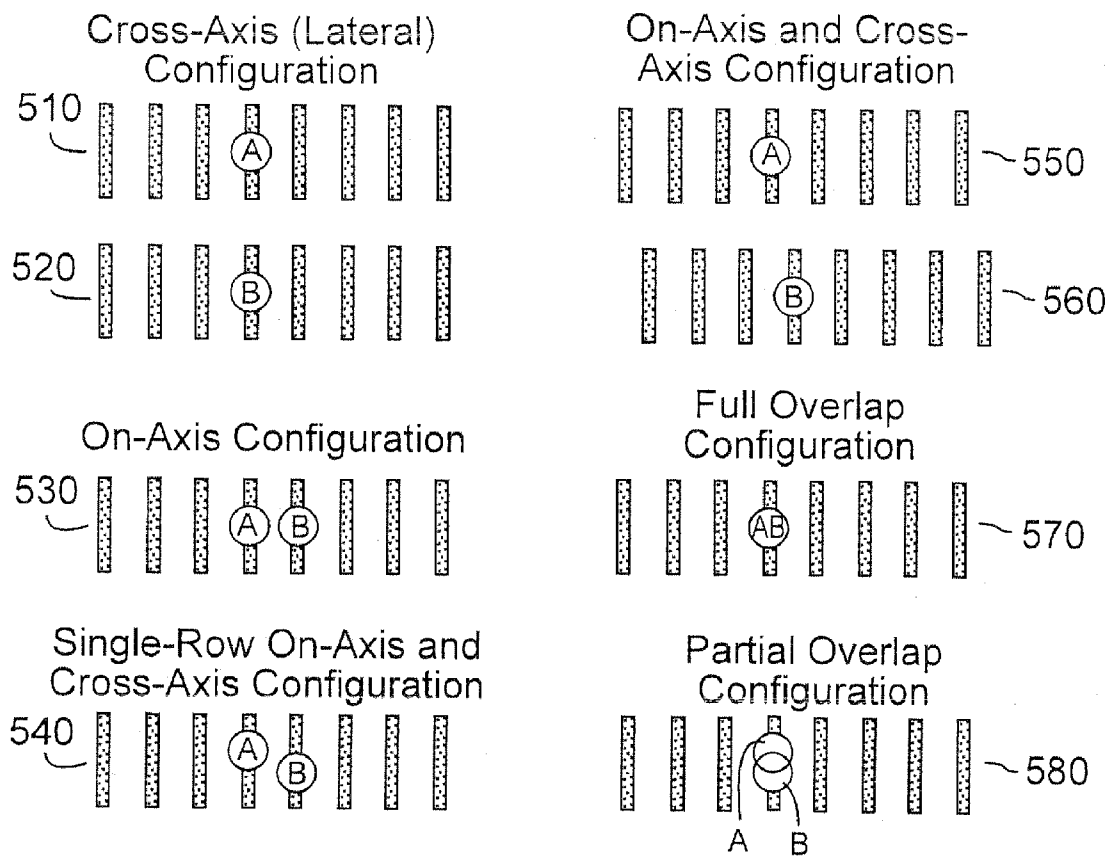 Cross-Axis (Lateral)
Configuration
510
A
520
B
On-Axis Configuration
530
A B
Single-Row On-Axis and
Cross-Axis Configuration
540
A
B
On-Axis and Cross-
Axis Configuration
A
550
B
560
Full Overlap
Configuration
AB
570
Partial Overlap
Configuration
580
A B